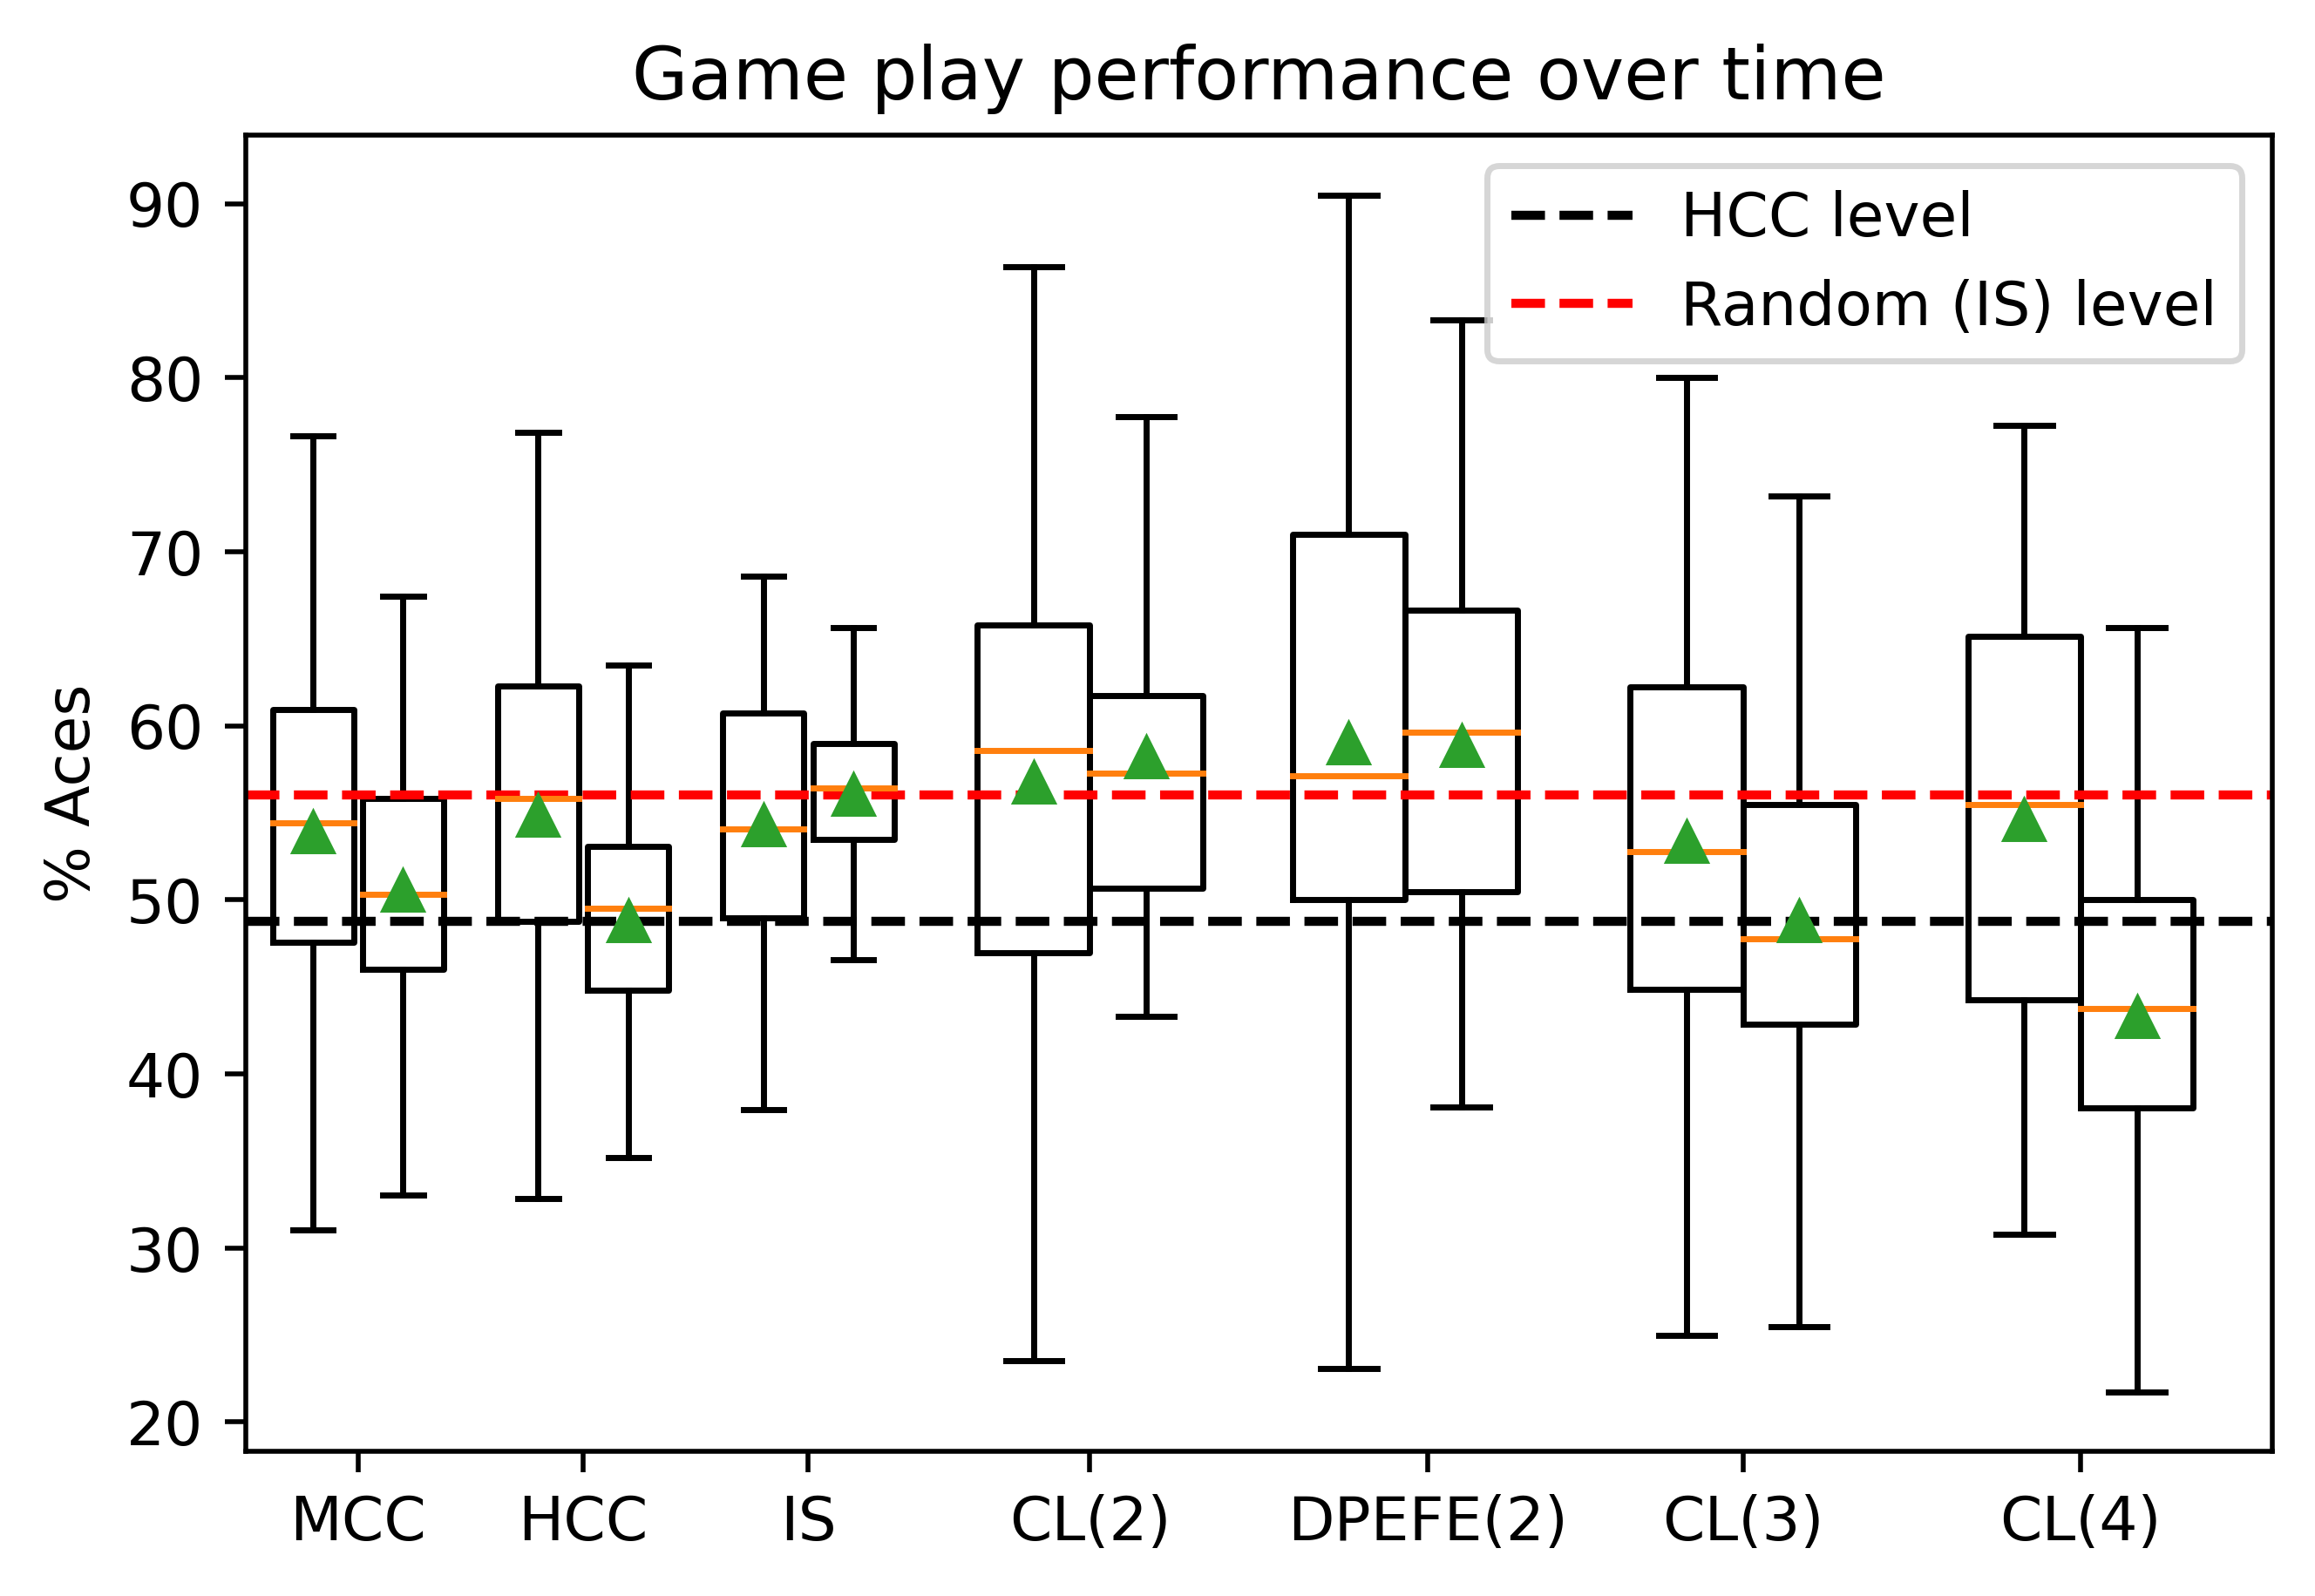 Game play performance over time
HCC level
Random (IS) level
% Aces
90
80
70
60
50
40
30
20
MCC HCC IS CL(2) DPEFE(2) CL(3) CL(4)